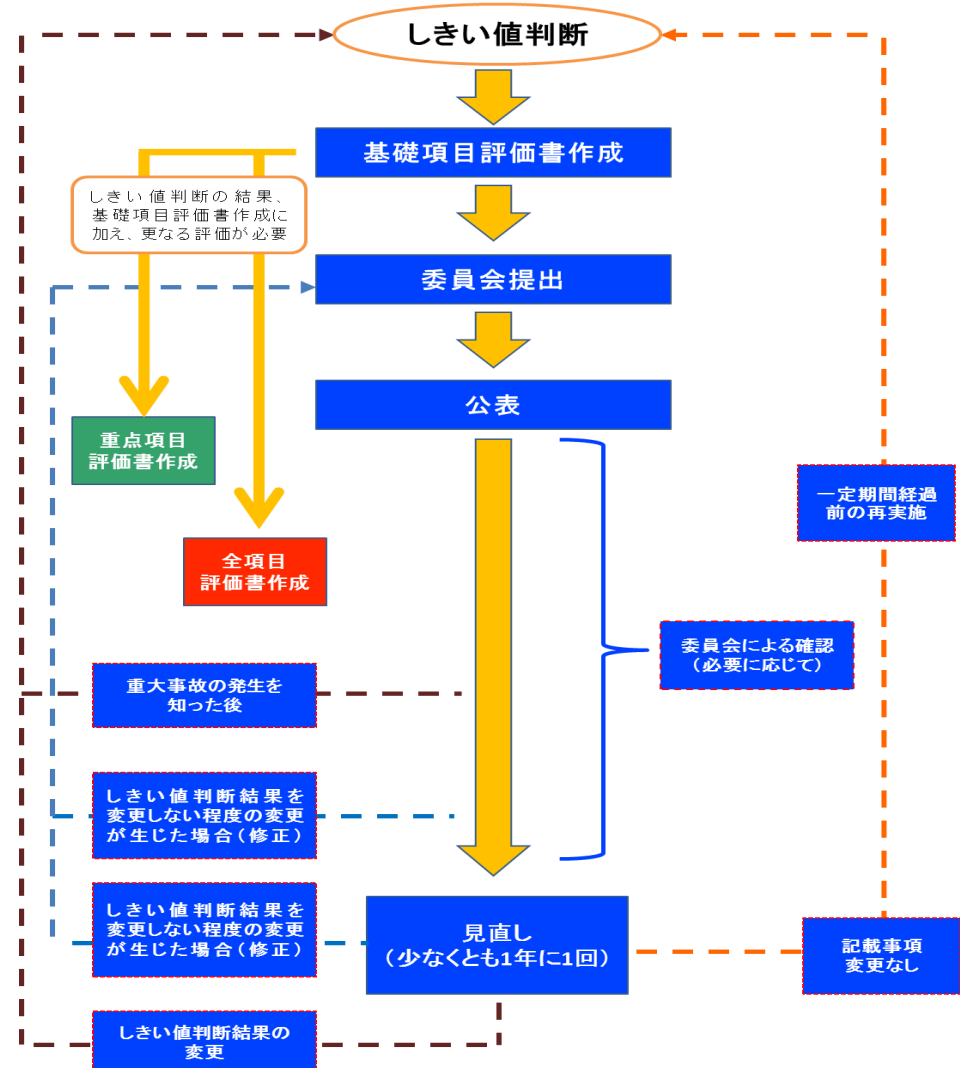 しきい値判断
基礎項目評価書作成
しきい値判断の結果、
基礎項目評価書作成に
加え、更なる評価が必要
委員会提出
公表
重点項目
評価書作成
一定期間経過
前の再実施
全項目
評価書作成
委員会による確認
（必要に応じて）
重大事故の発生を
知った後
しきい値判断結果を
変更しない程度の変更
が生じた場合（修正）
しきい値判断結果を
変更しない程度の変更
が生じた場合（修正）
見直し
（少なくとも1年に1回）
記載事項
変更なし
しきい値判断結果の
変更